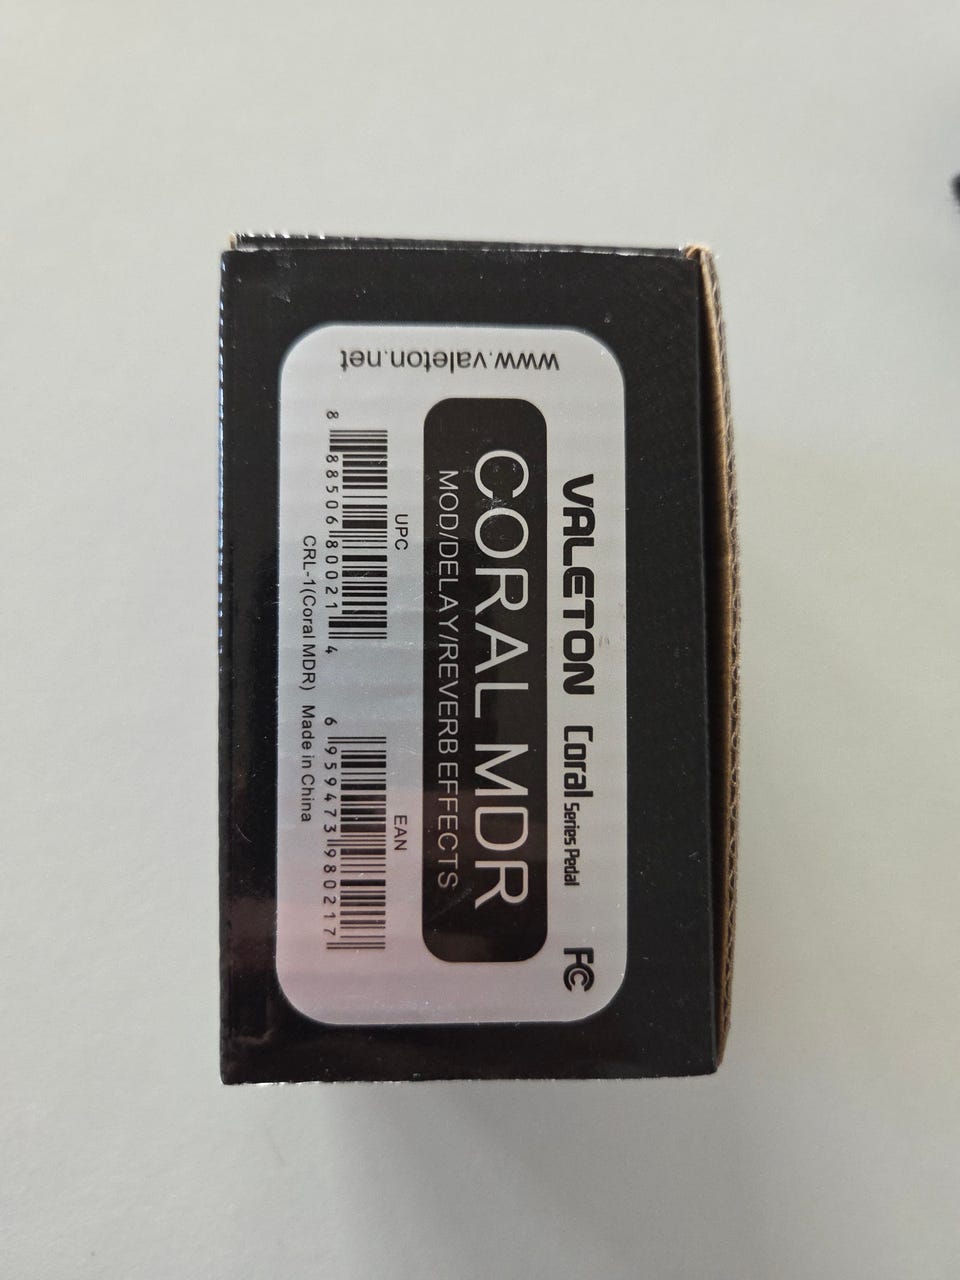 VALETON Coral Series Pedal FC
CORAL MDR
MOD/DELAY/REVERB EFFECTS
UPC
8 88506 80021 4
EAN
6 959473 980217
CRL-1(Coral MDR) Made in China
www.valeton.net